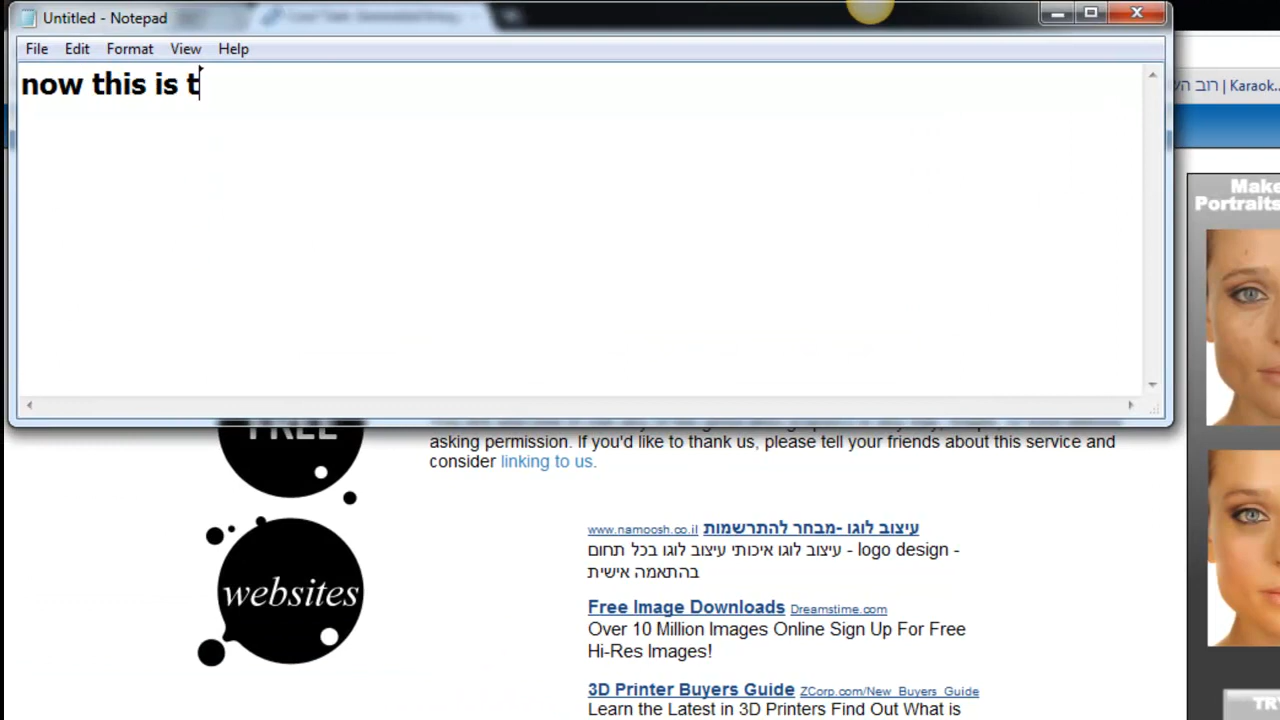 Untitled - Notepad
File Edit Format View Help
now this is t
רוב הש | Karaok...
Make
Portraits
FREE
asking permission. If you'd like to thank us, please tell your friends about this service and
consider linking to us.
websites
www.namoosh.co.il עיצוב לוגו -מבחר להתרשמות
עיצוב לוגו איכותי עיצוב לוגו בכל תחום - logo design -
בהתאמה אישית
Free Image Downloads Dreamstime.com
Over 10 Million Images Online Sign Up For Free
Hi-Res Images!
3D Printer Buyers Guide ZCorp.com/New_Buyers_Guide
Learn the Latest in 3D Printers Find Out What is
TR